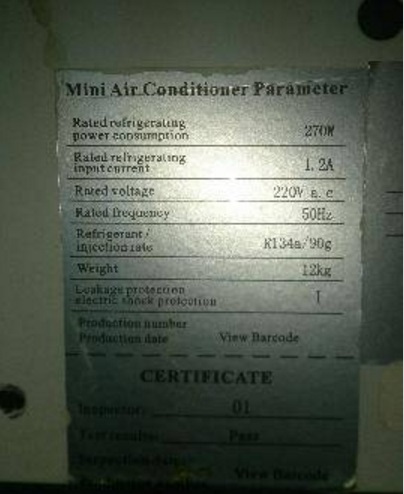 Mini Air Conditioner Parameter
Rated refrigerating
power consumption 270W
Rated refrigerating
input current 1.2A
Rated voltage 220V a.c
Rated frequency 50Hz
Refrigerant/
injection rate R134a/90g
Weight 12kg
Leakage protection
electric shock protection I
Production number
Production date View Barcode
CERTIFICATE
Inspector: 01
Test results: Pass
Inspection date:
View Barcode